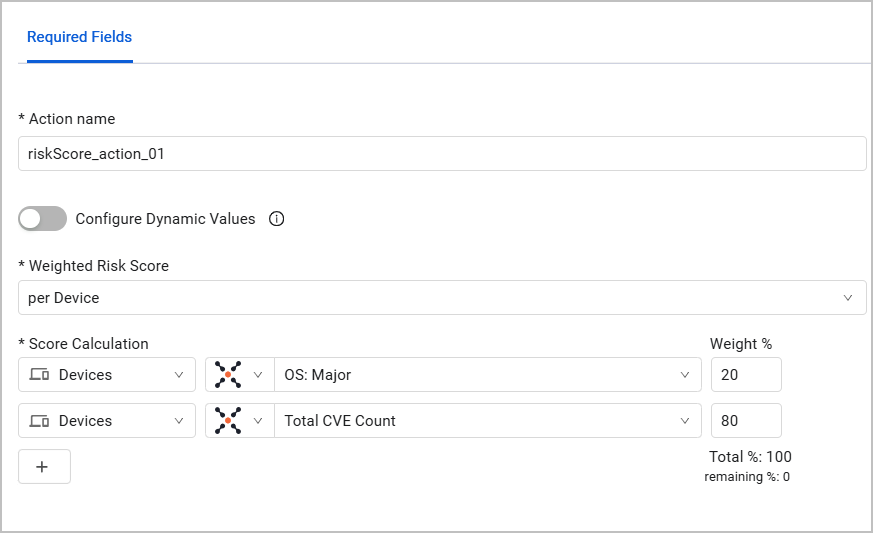 Required Fields
* Action name
riskScore_action_01
Configure Dynamic Values
* Weighted Risk Score
per Device
* Score Calculation Weight %
Devices OS: Major 20
Devices Total CVE Count 80
+ Total %: 100
remaining %: 0